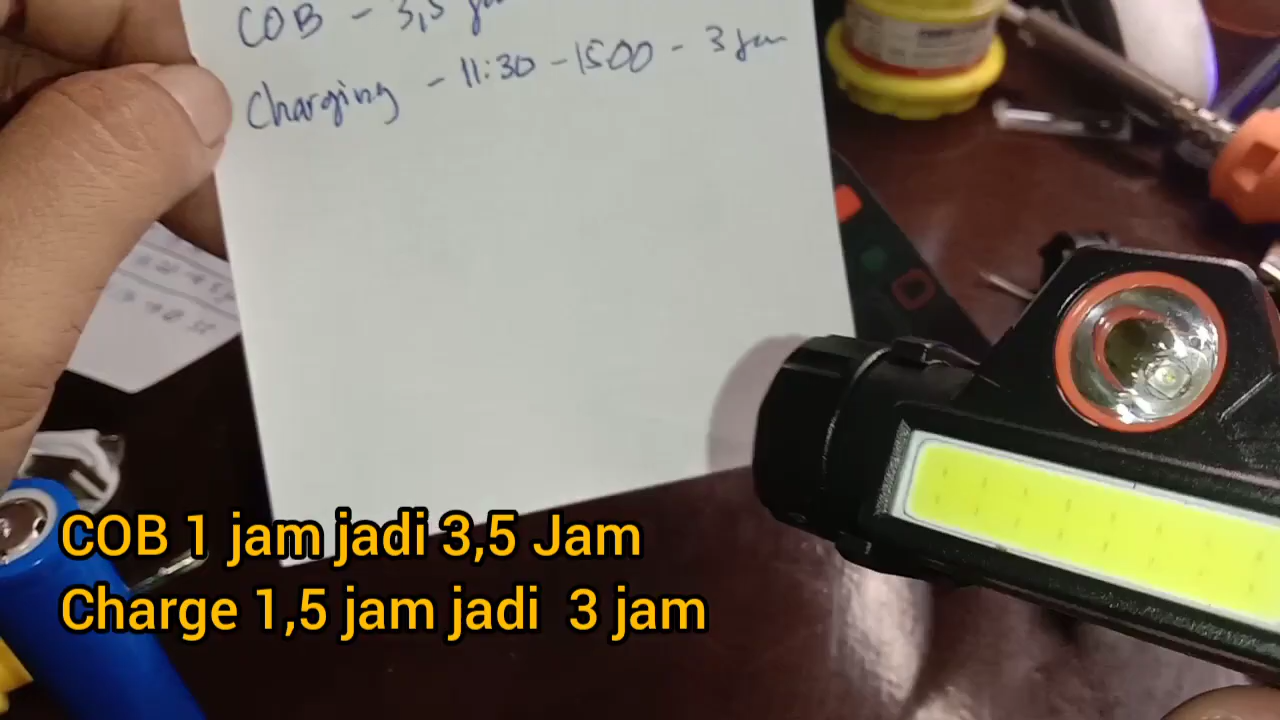 COB - 3,5 jam
Charging - 11:30 - 1500 - 3 jam
COB 1 jam jadi 3,5 Jam
Charge 1,5 jam jadi 3 jam